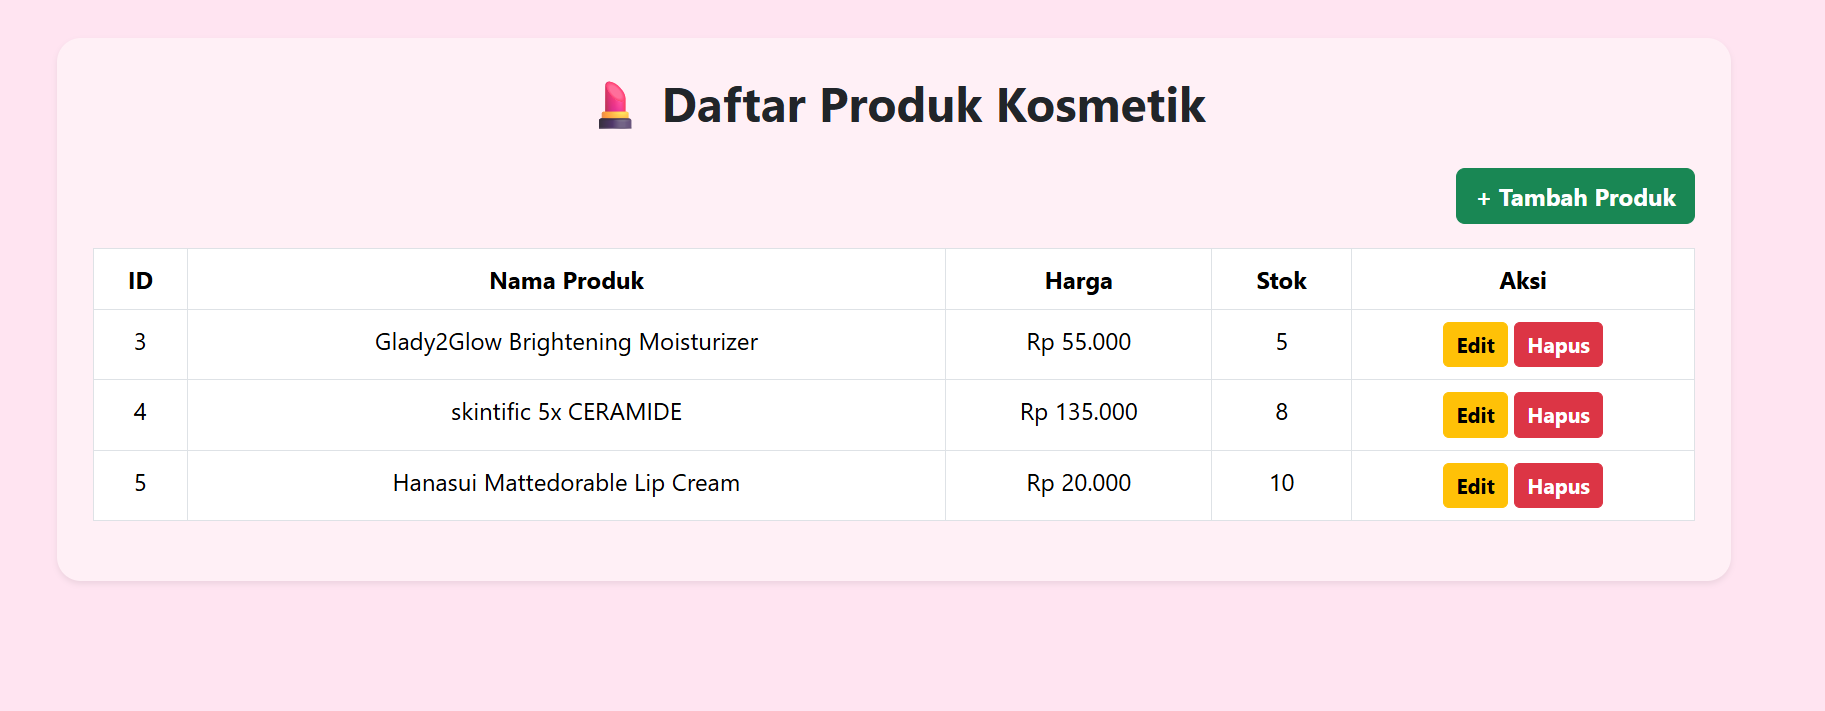 Daftar Produk Kosmetik
+ Tambah Produk
ID Nama Produk Harga Stok Aksi
3 Glady2Glow Brightening Moisturizer Rp 55.000 5 Edit Hapus
4 skintific 5x CERAMIDE Rp 135.000 8 Edit Hapus
5 Hanasui Mattedorable Lip Cream Rp 20.000 10 Edit Hapus